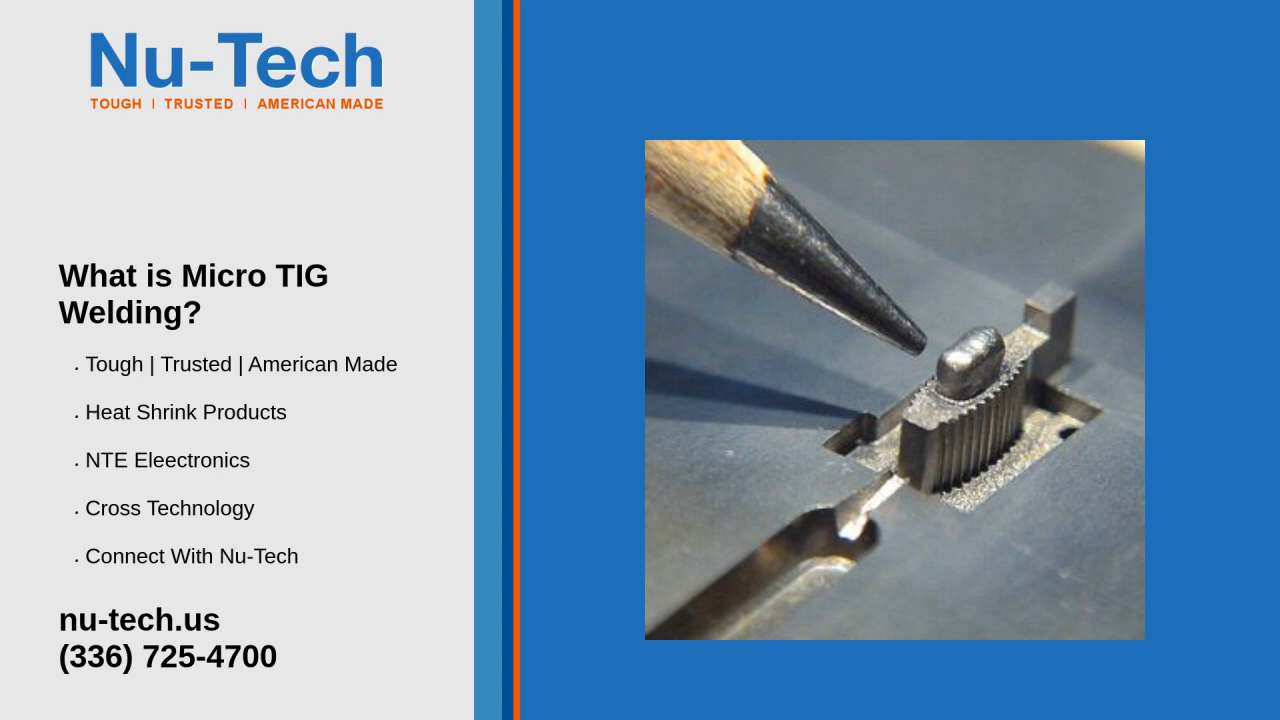 Nu-Tech
TOUGH | TRUSTED | AMERICAN MADE
What is Micro TIG
Welding?
· Tough | Trusted | American Made
· Heat Shrink Products
· NTE Eleectronics
· Cross Technology
· Connect With Nu-Tech
nu-tech.us
(336) 725-4700